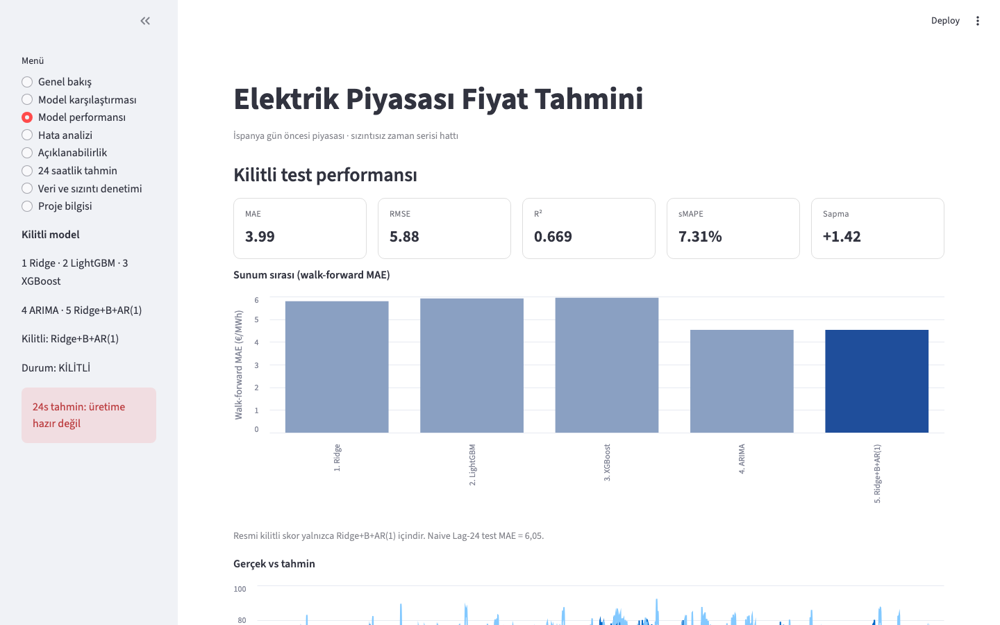 Deploy
Menü
Genel bakış
Model karşılaştırması
Model performansı
Hata analizi
Açıklanabilirlik
24 saatlik tahmin
Veri ve sızıntı denetimi
Proje bilgisi
Kilitli model
1 Ridge · 2 LightGBM · 3
XGBoost
4 ARIMA · 5 Ridge+B+AR(1)
Kilitli: Ridge+B+AR(1)
Durum: KİLİTLİ
24s tahmin: üretime
hazır değil
Elektrik Piyasası Fiyat Tahmini
İspanya gün öncesi piyasası · sızıntısız zaman serisi hattı
Kilitli test performansı
MAE
3.99
RMSE
5.88
R²
0.669
sMAPE
7.31%
Sapma
+1.42
Sunum sırası (walk-forward MAE)
Walk-forward MAE (€/MWh)
6
5
4
3
2
1
0
1. Ridge
2. LightGBM
3. XGBoost
4. ARIMA
5. Ridge+B+AR(1)
Resmi kilitli skor yalnızca Ridge+B+AR(1) içindir. Naive Lag-24 test MAE = 6,05.
Gerçek vs tahmin
100
80